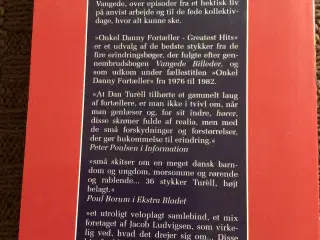 Vangede, over episoder fra et hektisk liv
på anvist arbejde og til de fede kollektiv-
dage, hvor alt kunne ske.
»Onkel Danny Fortæller - Greatest Hits«
er et udvalg af de bedste stykker fra de
fire erindringsbøger, der fulgte efter gen-
nembrudsbogen Vangede Billeder, og
som udkom under fællestitlen »Onkel
Danny Fortæller« fra 1976 til 1982.
»At Dan Turèll tilhørte et gammelt laug
af fortællere, er man ikke i tvivl om, når
man genlæser og, for sit indre, hører,
disse skrøner fulde af realia, men med
de små forskydninger og forstørrelser,
der gør hukommelse til erindring.«
Peter Poulsen i Information
»små skitser om en meget dansk barn-
dom og ungdom, morsomme og rørende
og rablende... 36 stykker Turèll. Højt
belagt.«
Poul Borum i Ekstra Bladet
»et utroligt veloplagt samlebind, et mix
foretaget af Jacob Ludvigsen, som virke-
lig ved, hvad det drejer sig om... Disse